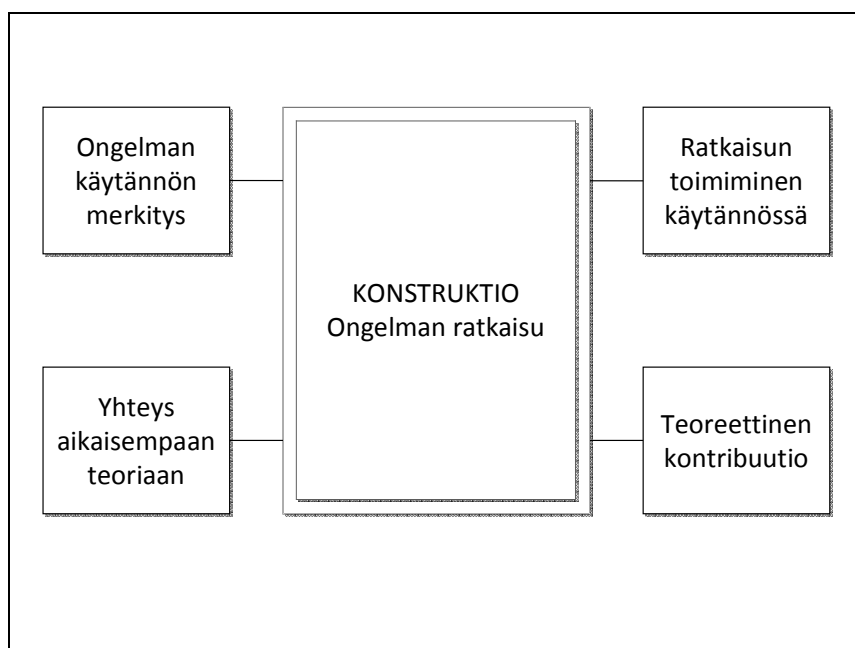 Ongelman
käytännön
merkitys
Yhteys
aikaisempaan
teoriaan
KONSTRUKTIO
Ongelman ratkaisu
Ratkaisun
toimiminen
käytännössä
Teoreettinen
kontribuutio